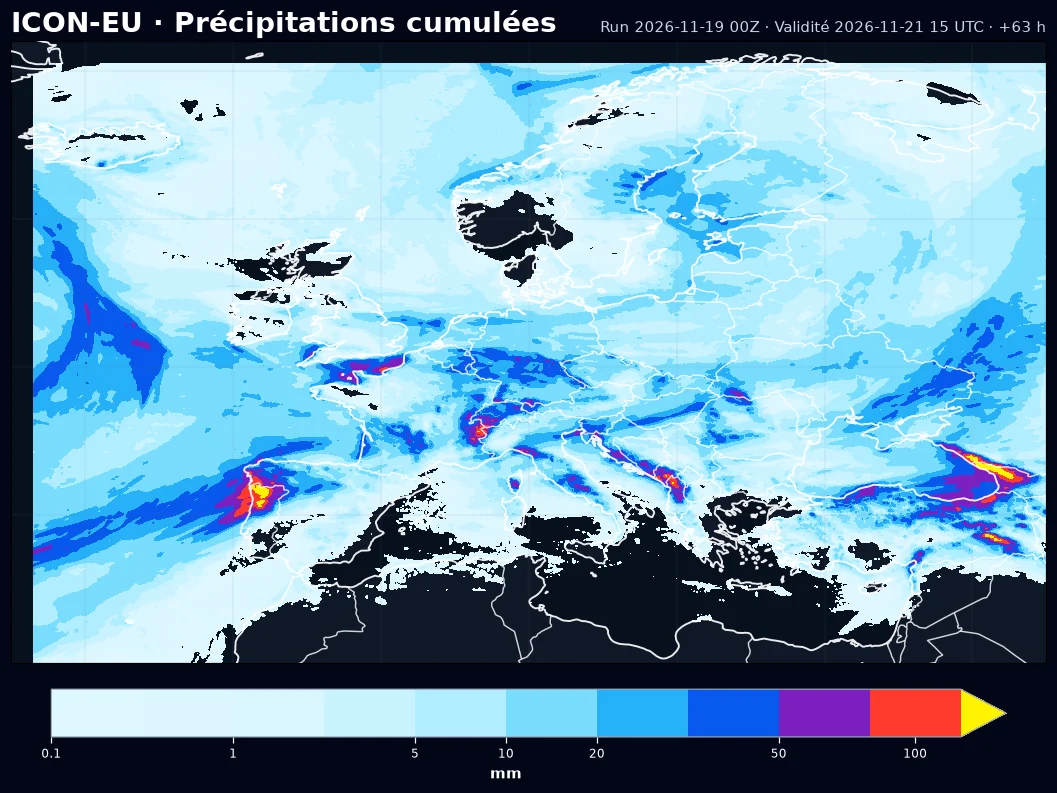 ICON-EU · Précipitations cumulées
Run 2026-11-19 00Z · Validité 2026-11-21 15 UTC · +63 h
0.1 1 5 10 20 50 100
mm